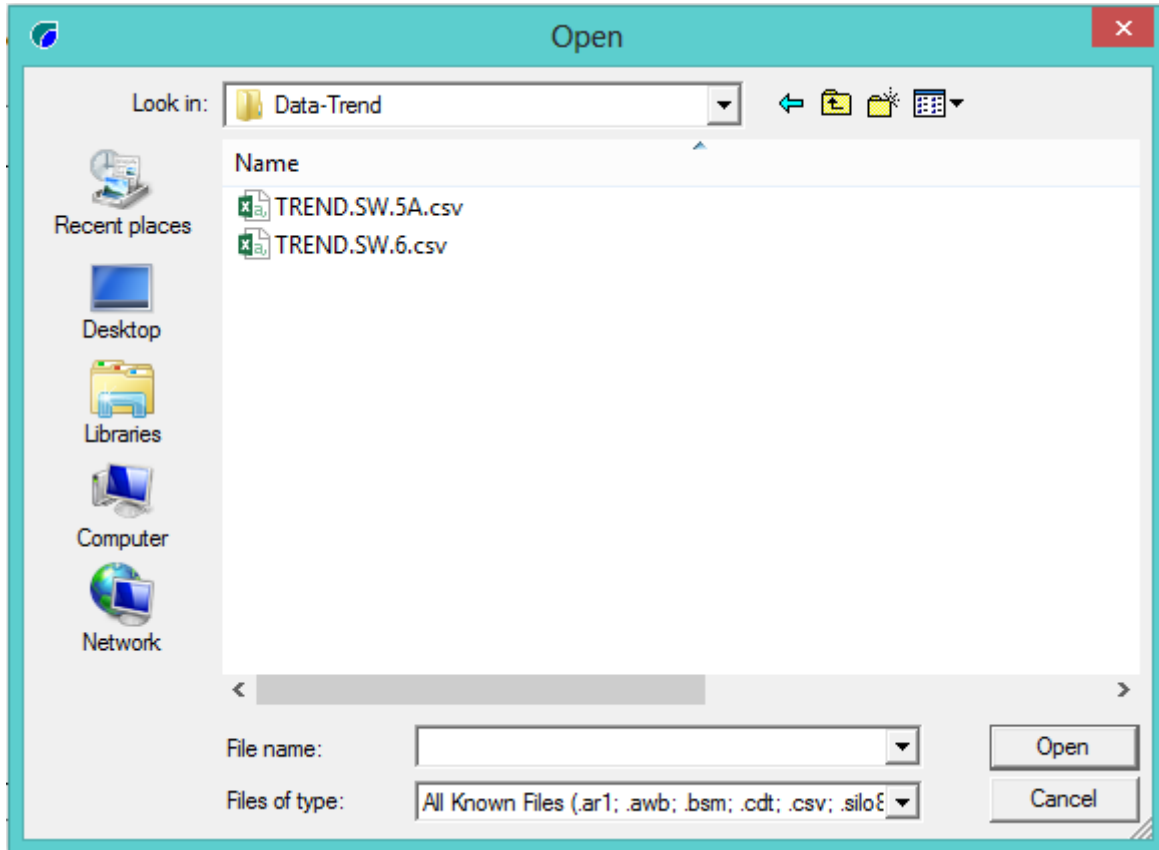 Open
Look in: Data-Trend
Name
TREND.SW.5A.csv
TREND.SW.6.csv
Recent places
Desktop
Libraries
Computer
Network
File name:
Open
Files of type: All Known Files (.ar1; .awb; .bsm; .cdt; .csv; .silo8
Cancel